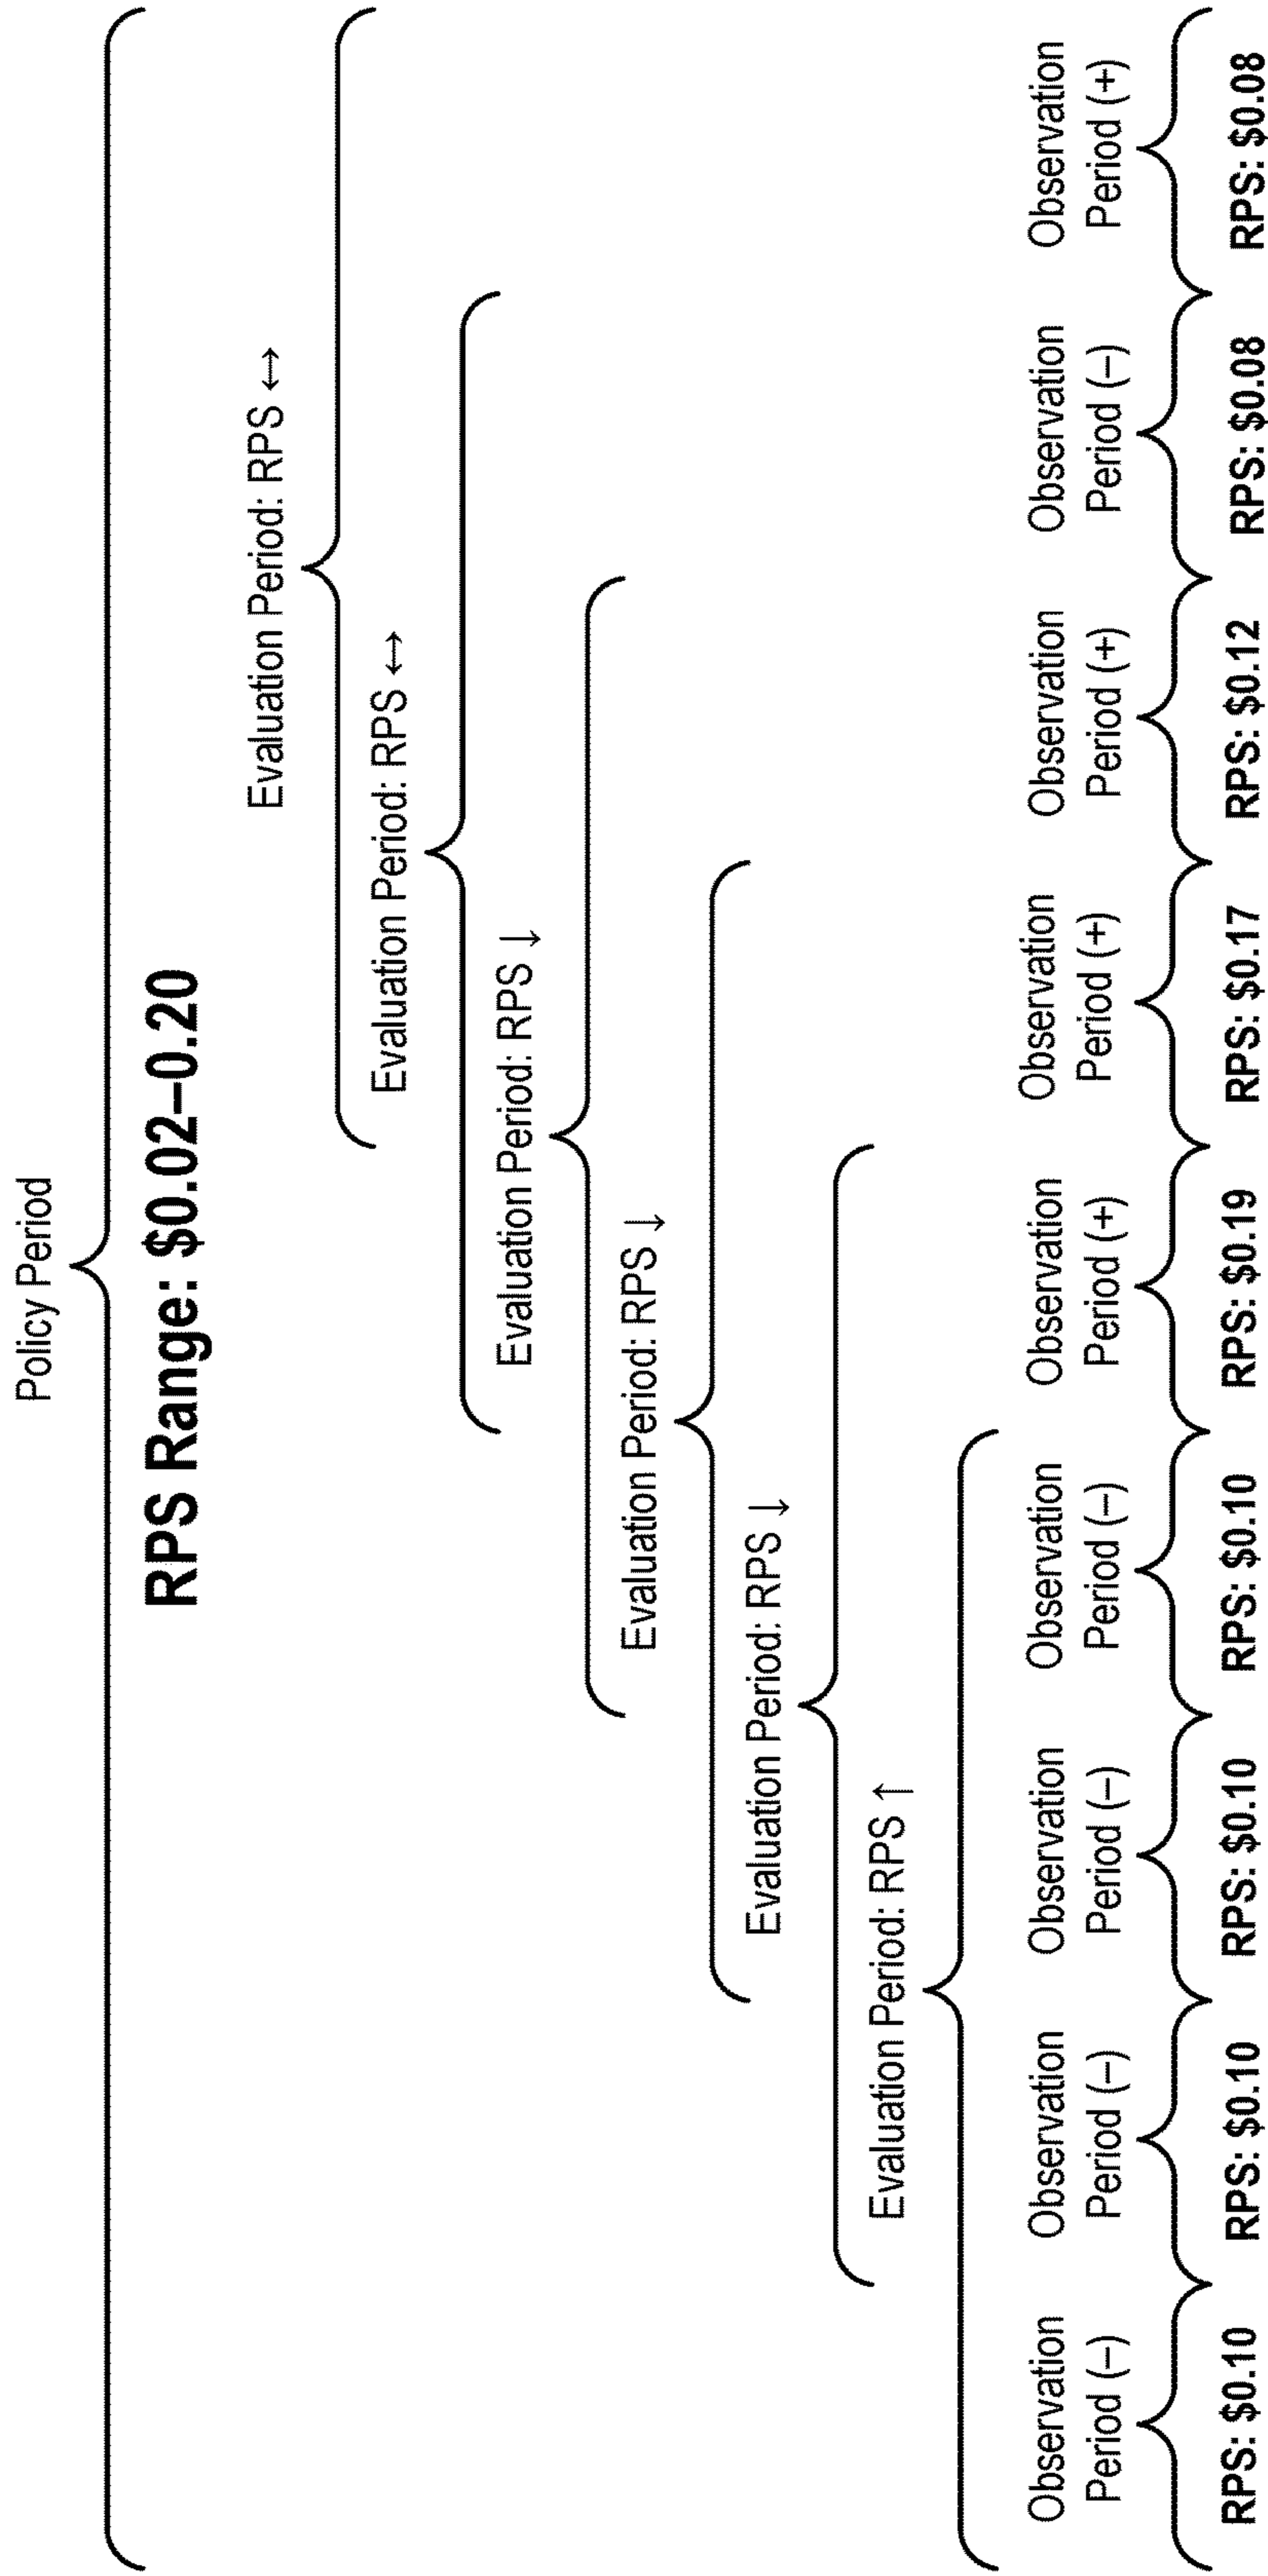 Policy Period
RPS Range: $0.02–0.20
Evaluation Period: RPS ↔
Evaluation Period: RPS ↔
Evaluation Period: RPS ↓
Evaluation Period: RPS ↓
Evaluation Period: RPS ↓
Evaluation Period: RPS ↑
Observation
Period (–)
RPS: $0.10
Observation
Period (–)
RPS: $0.10
Observation
Period (–)
RPS: $0.10
Observation
Period (–)
RPS: $0.10
Observation
Period (+)
RPS: $0.19
Observation
Period (+)
RPS: $0.17
Observation
Period (+)
RPS: $0.12
Observation
Period (–)
RPS: $0.08
Observation
Period (+)
RPS: $0.08